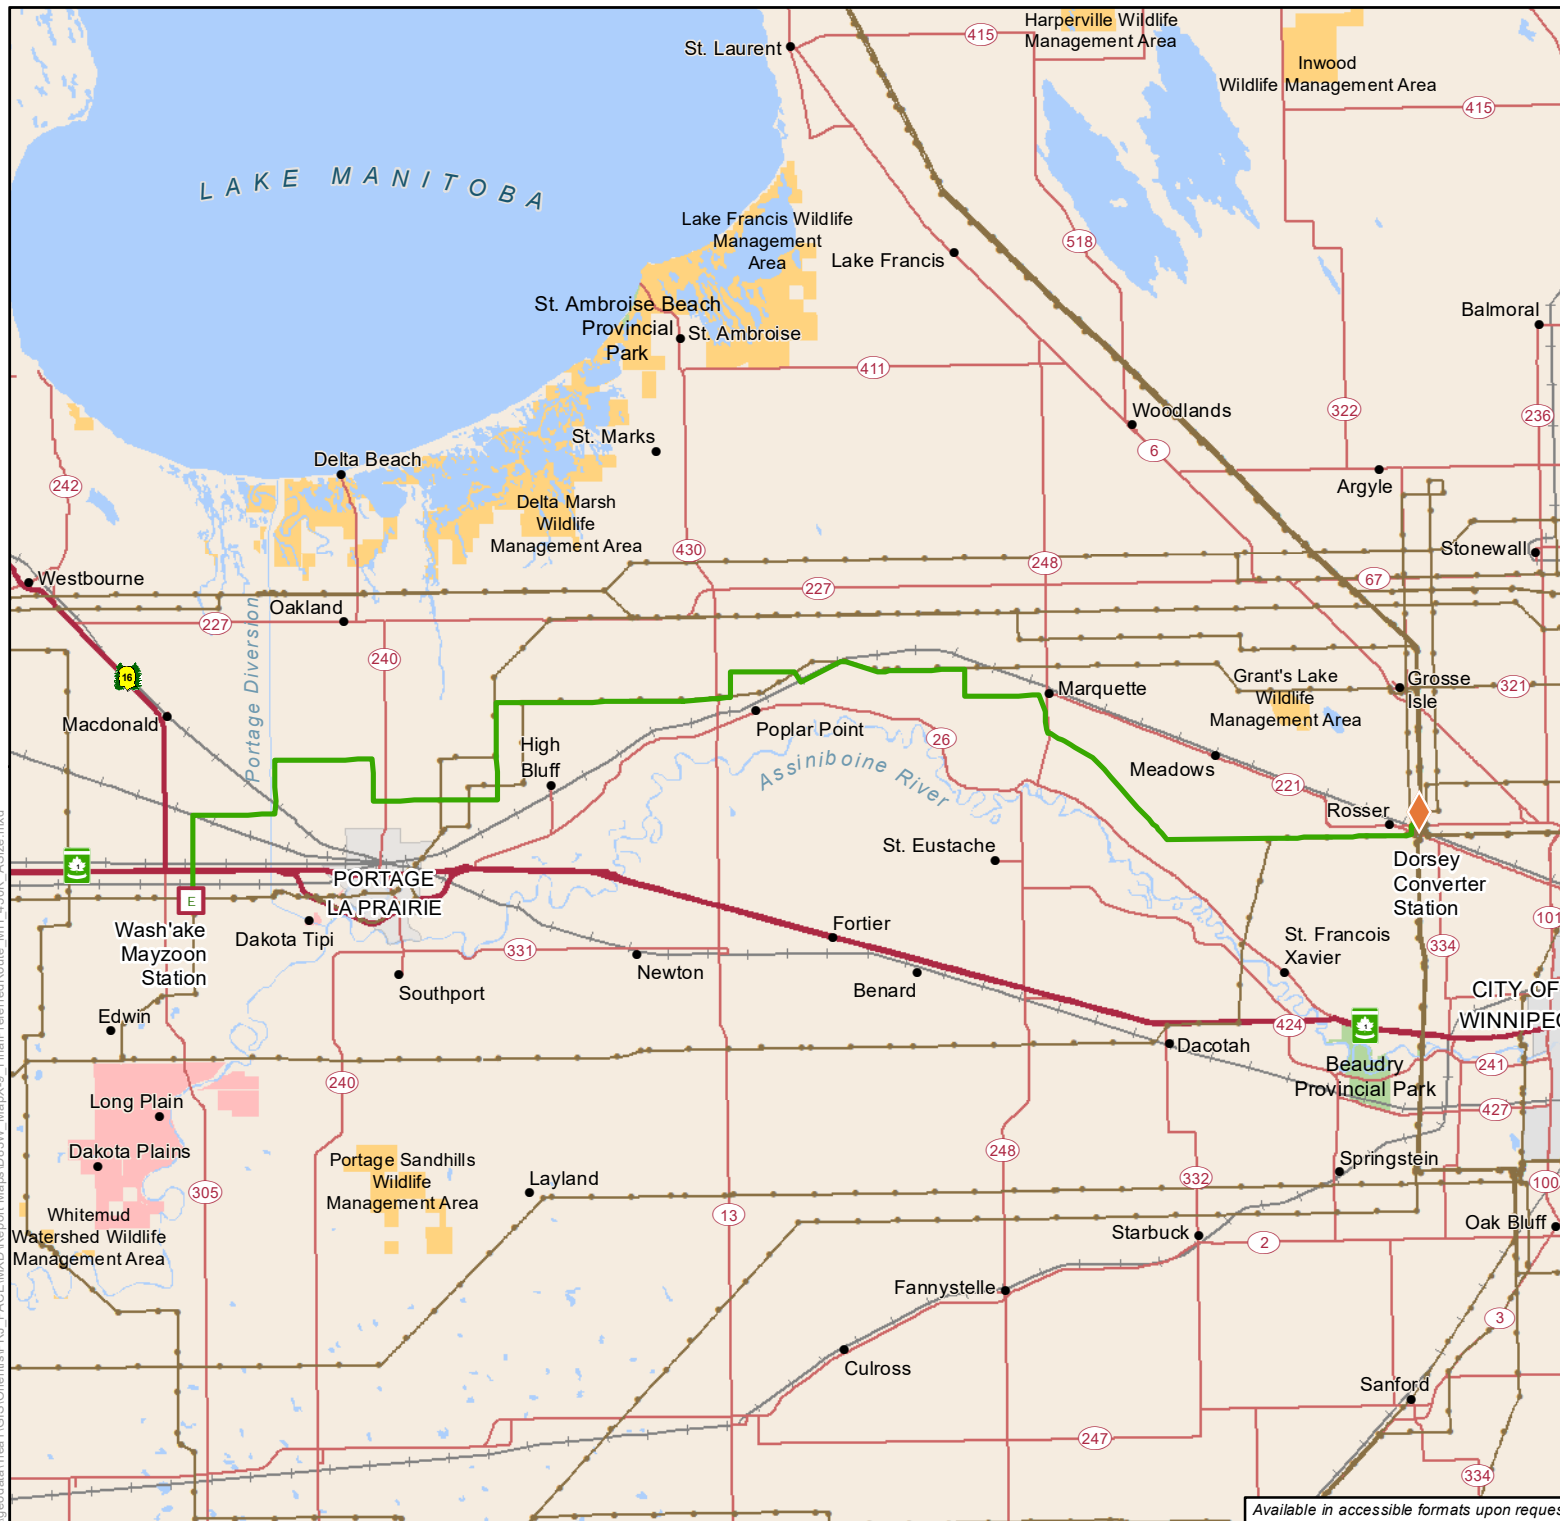 Harperville Wildlife
Management Area
St. Laurent
415
Inwood
Wildlife Management Area
415
LAKE MANITOBA
Lake Francis Wildlife
Management
Area
518
Lake Francis
St. Ambroise Beach
Provincial
Park
St. Ambroise
Balmoral
411
Woodlands
322
236
6
St. Marks
Delta Beach
242
Argyle
Delta Marsh
Wildlife
Management Area
430
248
Stonewall
Westbourne
67
227
Oakland
227
Portage Diversion
240
16
Grant's Lake
Wildlife
Management Area
Grosse
Isle
321
Marquette
Macdonald
Poplar Point
26
High
Bluff
Assiniboine River
Meadows
221
Rosser
1
St. Eustache
Dorsey
Converter
Station
PORTAGE
LA PRAIRIE
E
Wash'ake
Mayzoon
Station
Dakota Tipi
Fortier
St. Francois
Xavier
101
334
331
Newton
Benard
Southport
CITY OF
WINNIPEG
Edwin
424
1
Dacotah
Beaudry
Provincial Park
241
240
Long Plain
427
Dakota Plains
248
Portage Sandhills
Wildlife
Management Area
Layland
Springstein
332
100
305
Whitemud
Watershed Wildlife
Management Area
13
Oak Bluff
Starbuck
2
Fannystelle
3
Culross
Sanford
247
334
Available in accessible formats upon reques